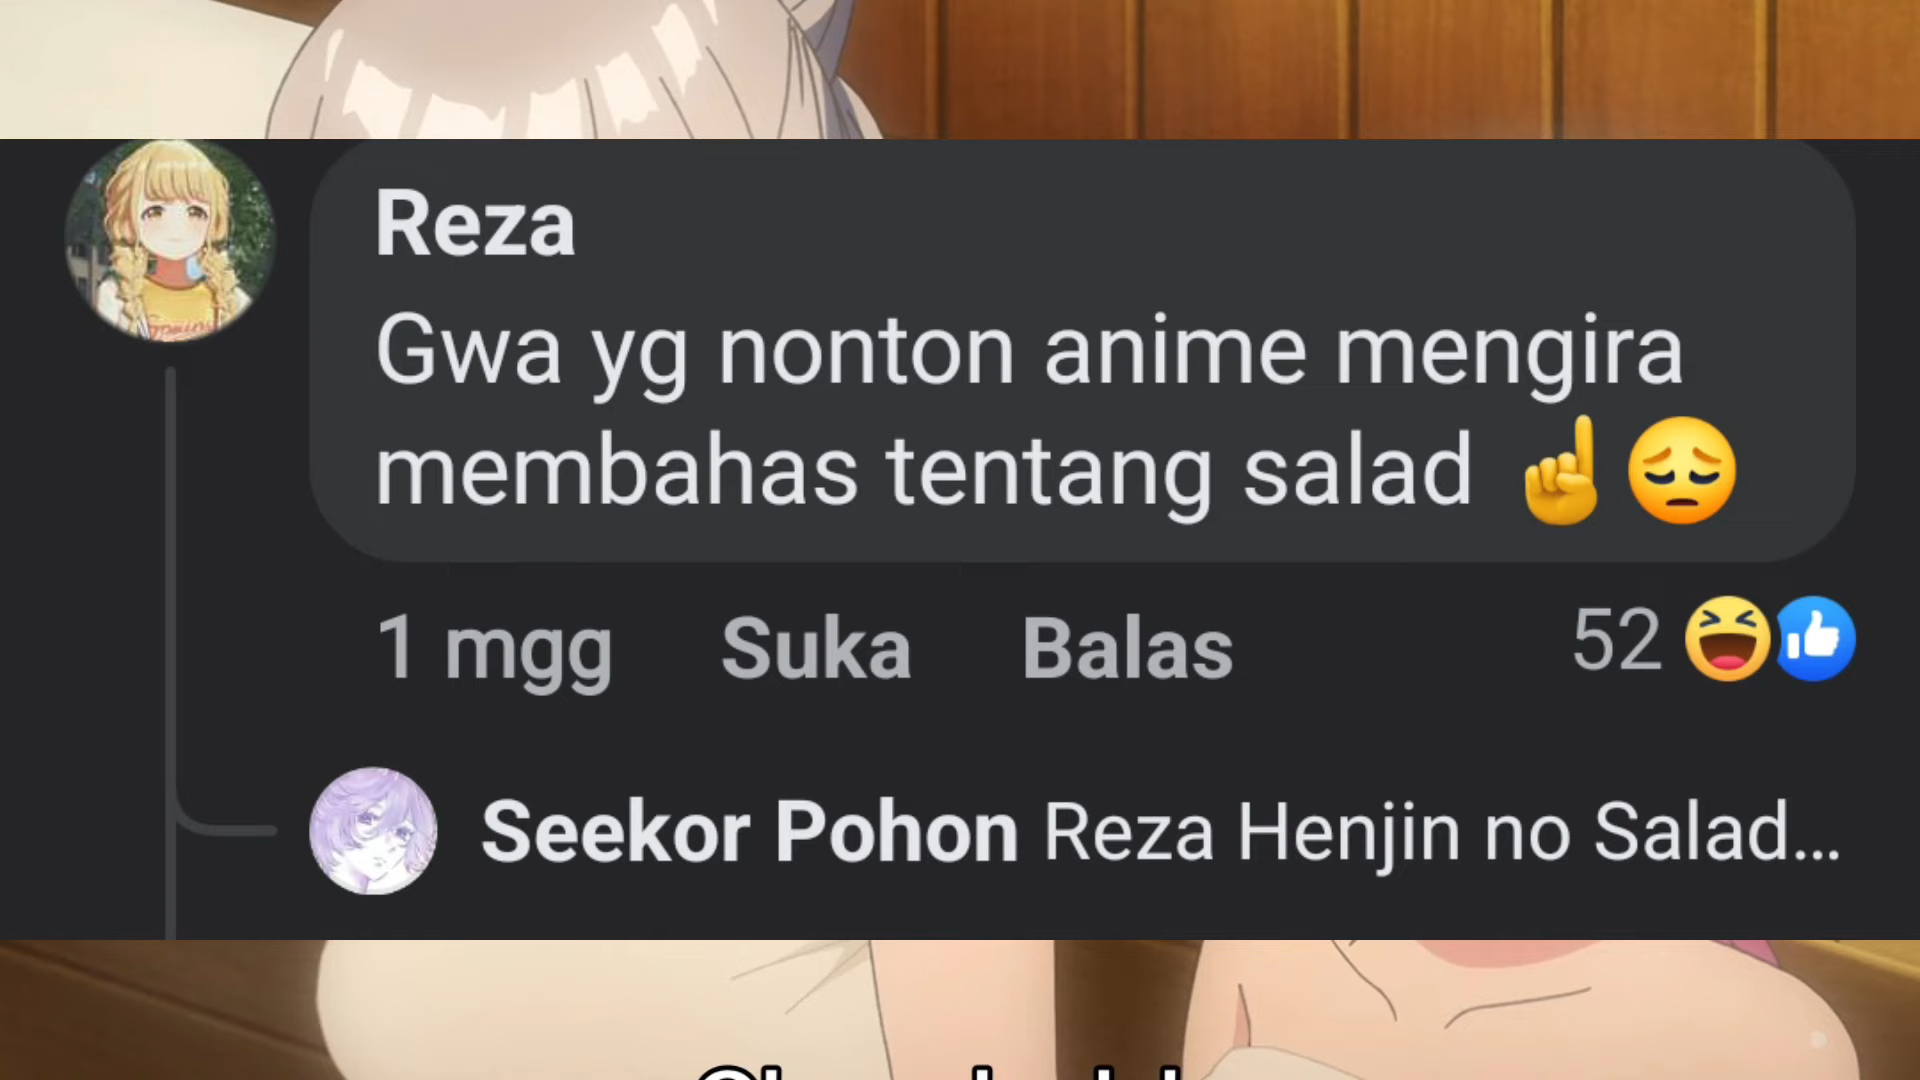 Reza
Gwa yg nonton anime mengira
membahas tentang salad ☝️😔
1 mgg Suka Balas 52 😆👍
Seekor Pohon Reza Henjin no Salad...